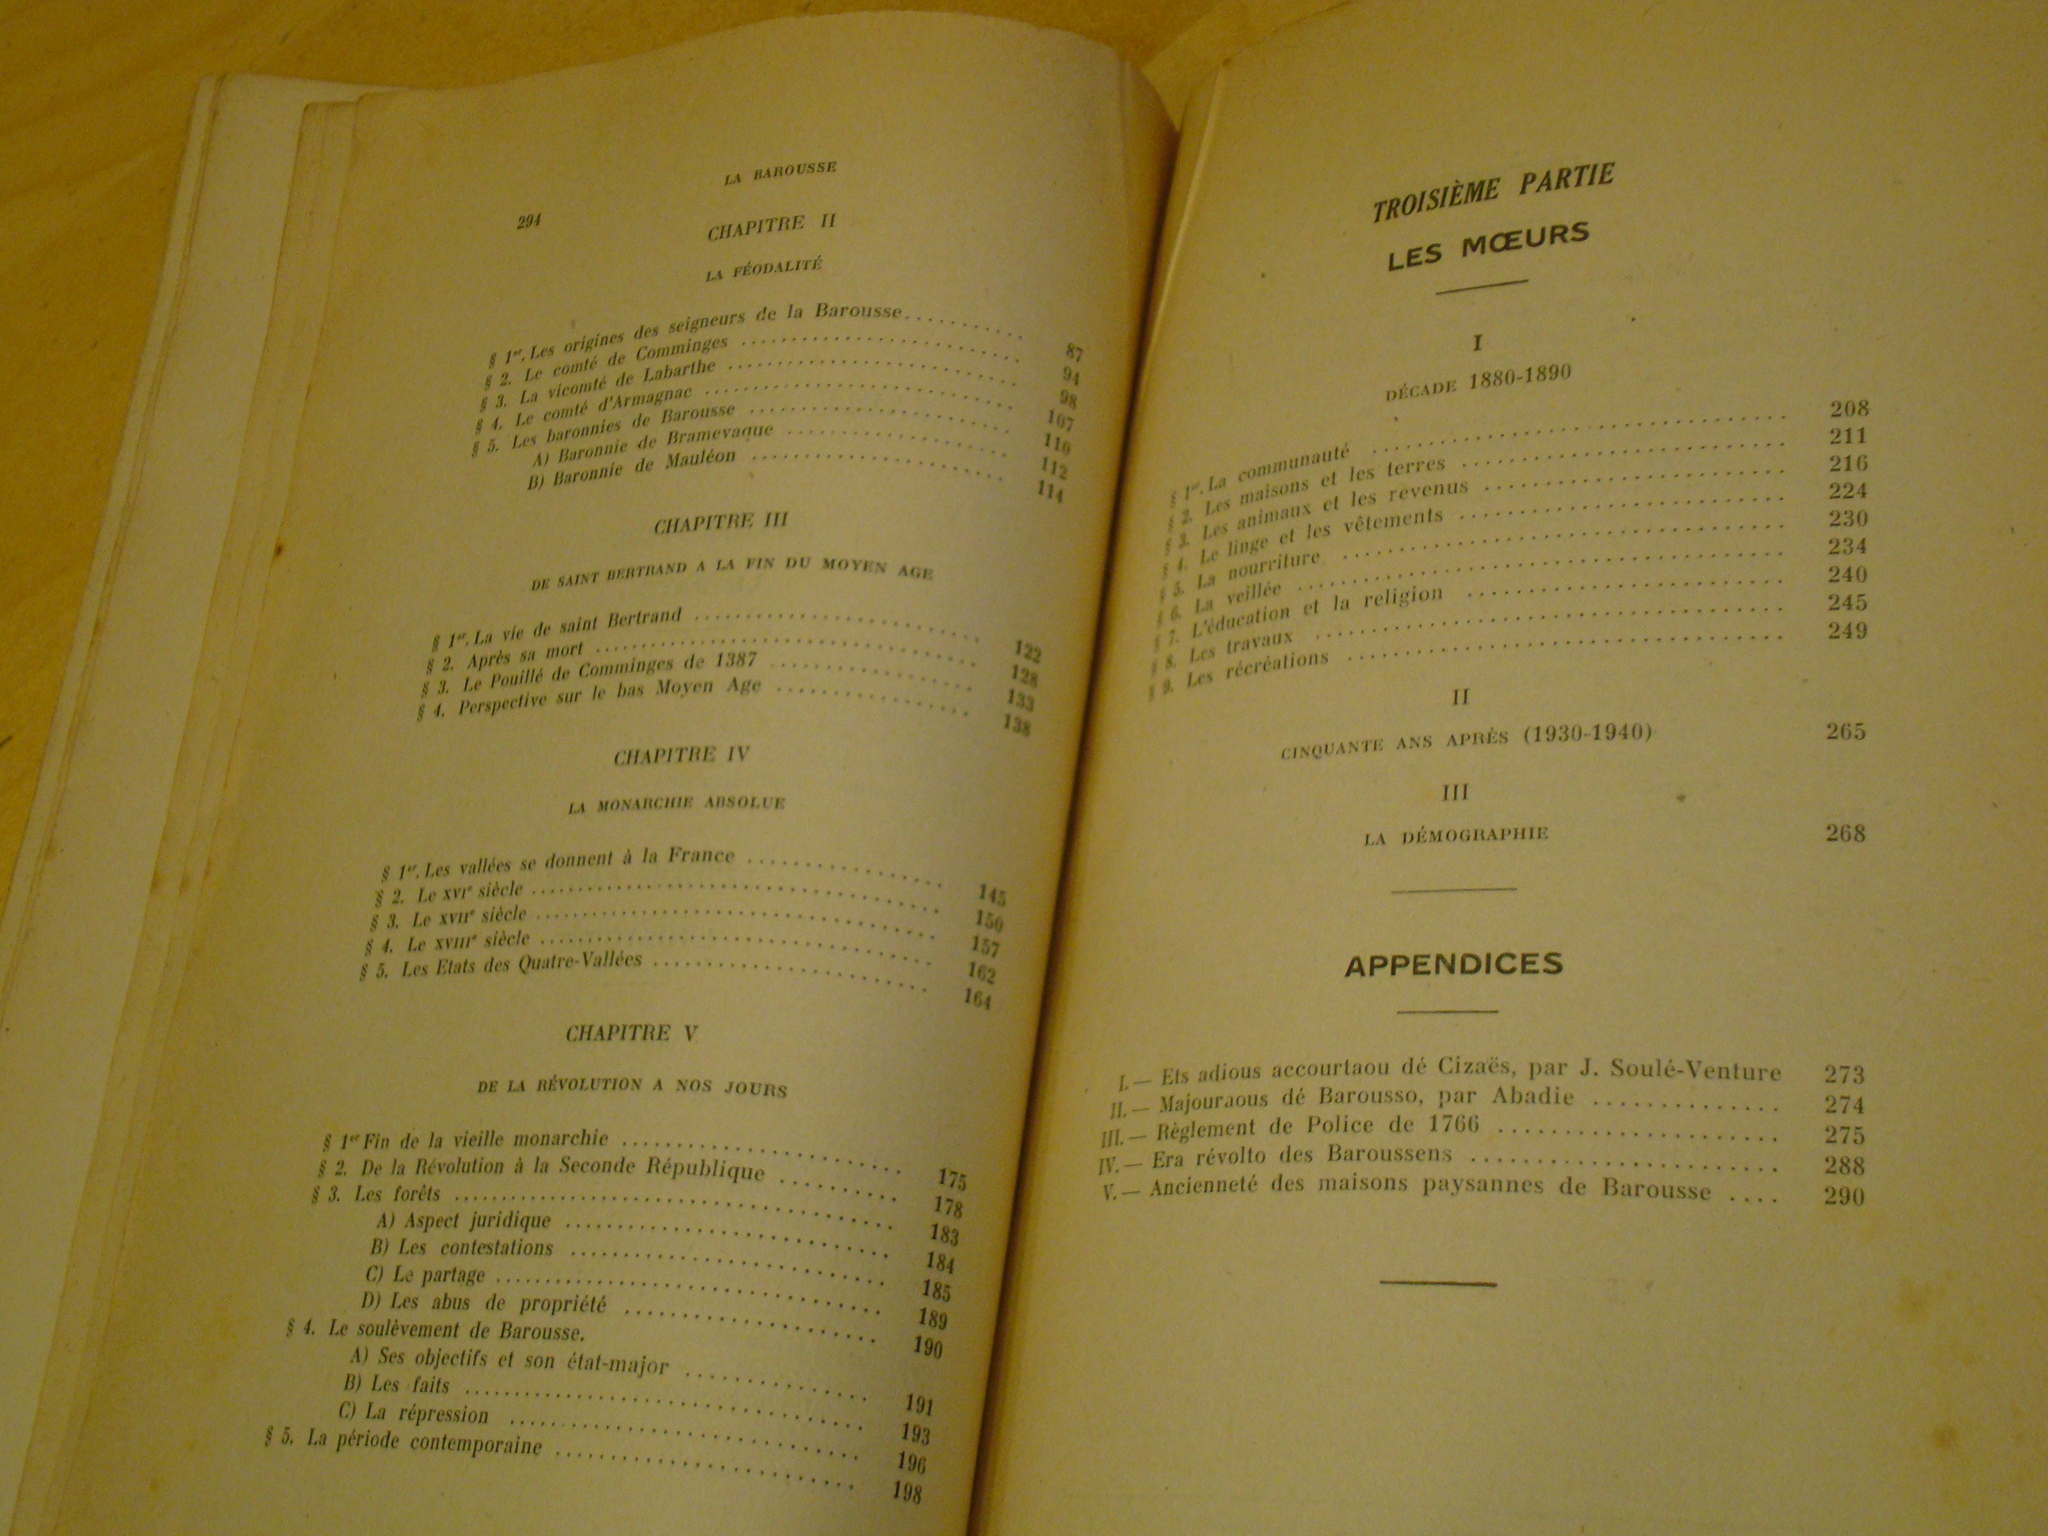 LA BAROUSSE
294
CHAPITRE II
LA FÉODALITÉ
§ 1er. Les origines des seigneurs de la Barousse.......... 87
§ 2. Le comté de Comminges .......... 94
§ 3. La vicomté de Labarthe .......... 98
§ 4. Le comté d'Armagnac .......... 107
§ 5. Les baronnies de Barousse .......... 110
A) Baronnie de Bramevaque .......... 112
B) Baronnie de Mauléon .......... 114
CHAPITRE III
DE SAINT BERTRAND A LA FIN DU MOYEN AGE
§ 1er. La vie de saint Bertrand .......... 122
§ 2. Après sa mort .......... 128
§ 3. Le Pouillé de Comminges de 1387 .......... 133
§ 4. Perspective sur le bas Moyen Age .......... 138
CHAPITRE IV
LA MONARCHIE ABSOLUE
§ 1er. Les vallées se donnent à la France .......... 145
§ 2. Le XVIe siècle .......... 150
§ 3. Le XVIIe siècle .......... 157
§ 4. Le XVIIIe siècle .......... 162
§ 5. Les Etats des Quatre-Vallées .......... 164
CHAPITRE V
DE LA RÉVOLUTION A NOS JOURS
§ 1er Fin de la vieille monarchie .......... 175
§ 2. De la Révolution à la Seconde République .......... 178
§ 3. Les forêts .......... 183
A) Aspect juridique .......... 184
B) Les contestations .......... 185
C) Le partage .......... 189
D) Les abus de propriété .......... 190
§ 4. Le soulèvement de Barousse.
A) Ses objectifs et son état-major .......... 191
B) Les faits .......... 193
C) La répression .......... 196
§ 5. La période contemporaine .......... 198
TROISIÈME PARTIE
LES MŒURS
I
DÉCADE 1880-1890
§ 1er. La communauté .......... 208
§ 2. Les maisons et les terres .......... 211
§ 3. Les animaux et les revenus .......... 216
§ 4. Le linge et les vêtements .......... 224
§ 5. La nourriture .......... 230
§ 6. La veillée .......... 234
§ 7. L'éducation et la religion .......... 240
§ 8. Les travaux .......... 245
§ 9. Les récréations .......... 249
II
CINQUANTE ANS APRÈS (1930-1940) 265
III
LA DÉMOGRAPHIE 268
APPENDICES
I. — Ets adious accourtaou dé Cizaës, par J. Soulé-Venture 273
II. — Majouraous dé Barousso, par Abadie .......... 274
III. — Règlement de Police de 1766 .......... 275
IV. — Era révolto des Baroussens .......... 288
V. — Ancienneté des maisons paysannes de Barousse .... 290